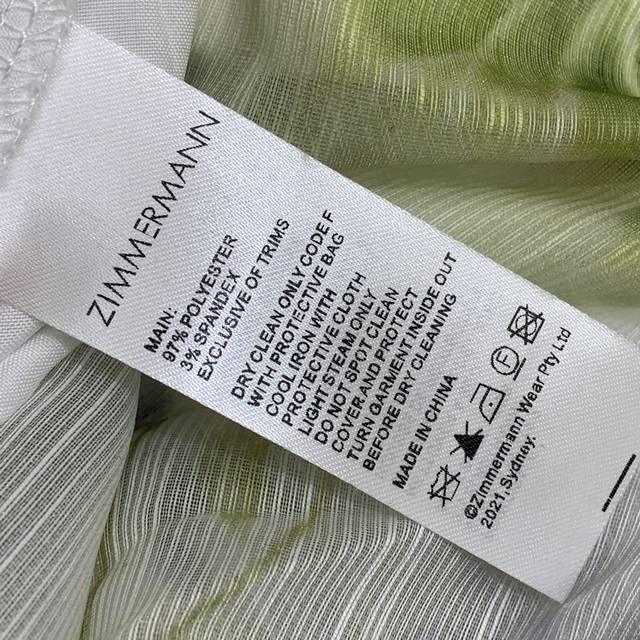 ZIMMERMANN
MAIN:
97% POLYESTER
3% SPANDEX
EXCLUSIVE OF TRIMS
DRY CLEAN ONLY CODE F
WITH PROTECTIVE BAG
COOL IRON WITH
PROTECTIVE CLOTH
LIGHT STEAM ONLY
DO NOT SPOT CLEAN
COVER AND PROTECT
TURN GARMENT INSIDE OUT
BEFORE DRY CLEANING
MADE IN CHINA
F
©Zimmermann Wear Pty Ltd
2021.Sydney.